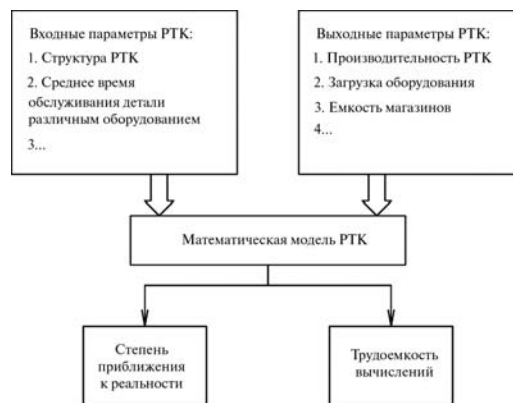 Входные параметры РТК:
1. Структура РТК
2. Среднее время
обслуживания детали
различным оборудованием
3...
Выходные параметры РТК:
1. Производительность РТК
2. Загрузка оборудования
3. Емкость магазинов
4...
Математическая модель РТК
Степень
приближения
к реальности
Трудоемкость
вычислений